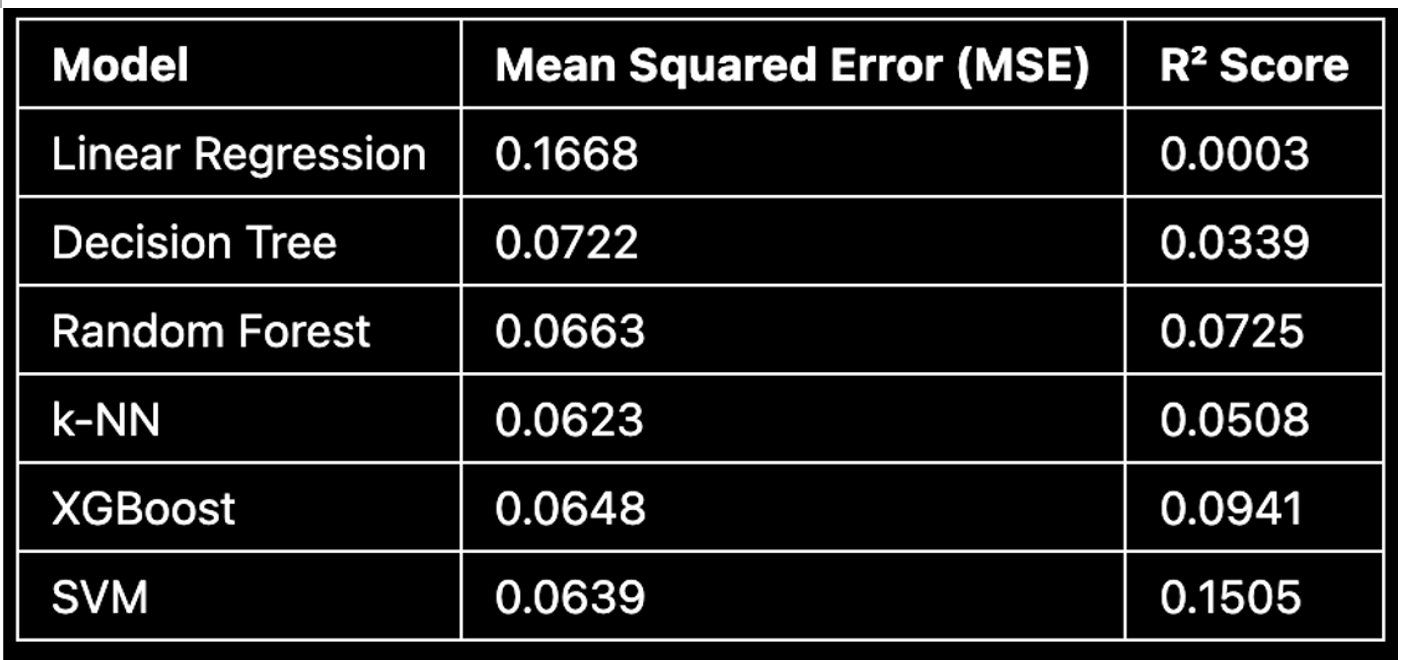 Model Mean Squared Error (MSE) R² Score
Linear Regression 0.1668 0.0003
Decision Tree 0.0722 0.0339
Random Forest 0.0663 0.0725
k-NN 0.0623 0.0508
XGBoost 0.0648 0.0941
SVM 0.0639 0.1505